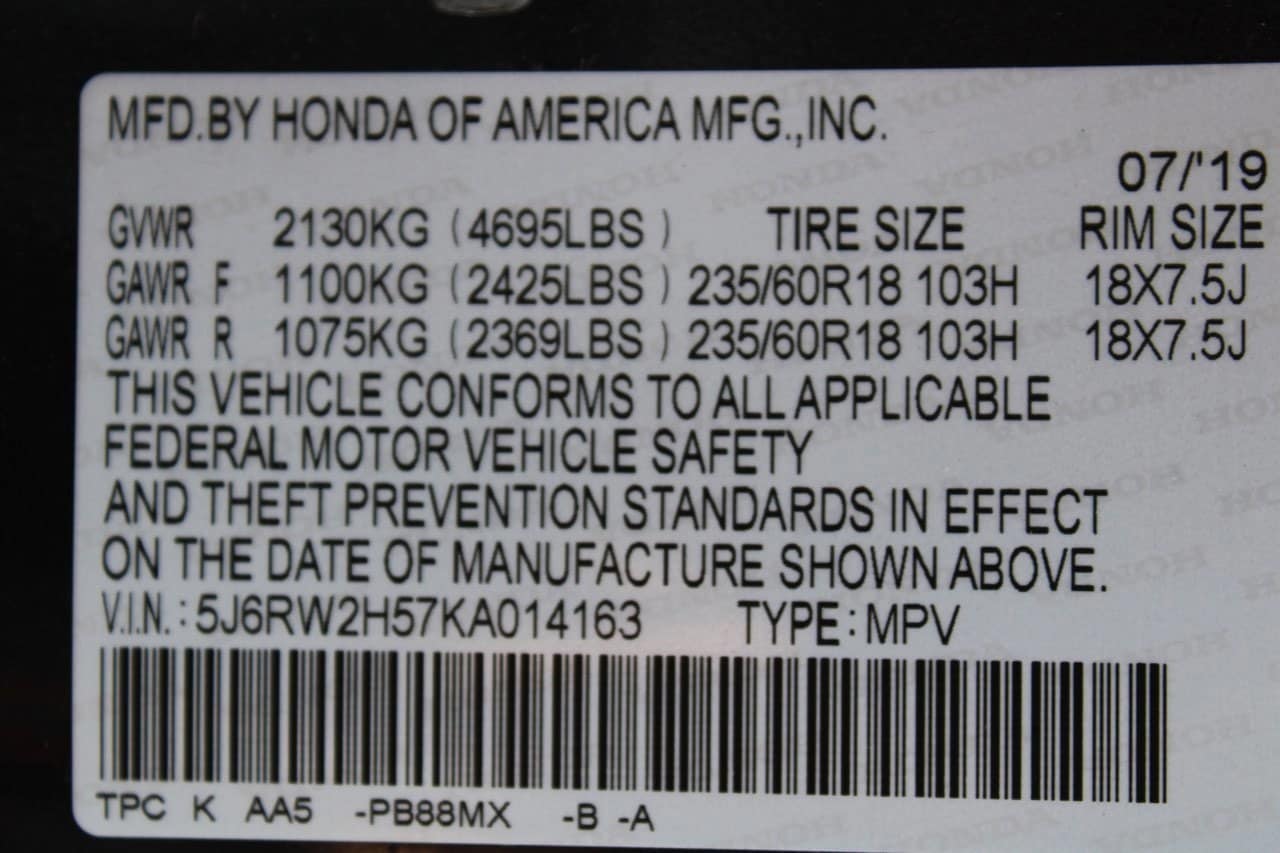 MFD.BY HONDA OF AMERICA MFG.,INC.
07/'19
GVWR 2130KG (4695LBS) TIRE SIZE RIM SIZE
GAWR F 1100KG (2425LBS) 235/60R18 103H 18X7.5J
GAWR R 1075KG (2369LBS) 235/60R18 103H 18X7.5J
THIS VEHICLE CONFORMS TO ALL APPLICABLE
FEDERAL MOTOR VEHICLE SAFETY
AND THEFT PREVENTION STANDARDS IN EFFECT
ON THE DATE OF MANUFACTURE SHOWN ABOVE.
V.I.N.: 5J6RW2H57KA014163 TYPE: MPV
TPC K AA5 -PB88MX -B -A